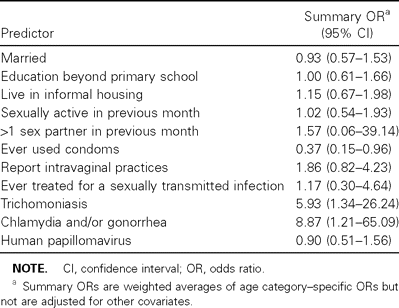 Summary ORa
Predictor (95% CI)
Married 0.93 (0.57–1.53)
Education beyond primary school 1.00 (0.61–1.66)
Live in informal housing 1.15 (0.67–1.98)
Sexually active in previous month 1.02 (0.54–1.93)
>1 sex partner in previous month 1.57 (0.06–39.14)
Ever used condoms 0.37 (0.15–0.96)
Report intravaginal practices 1.86 (0.82–4.23)
Ever treated for a sexually transmitted infection 1.17 (0.30–4.64)
Trichomoniasis 5.93 (1.34–26.24)
Chlamydia and/or gonorrhea 8.87 (1.21–65.09)
Human papillomavirus 0.90 (0.51–1.56)
NOTE. CI, confidence interval; OR, odds ratio.
a Summary ORs are weighted averages of age category–specific ORs but
not are adjusted for other covariates.